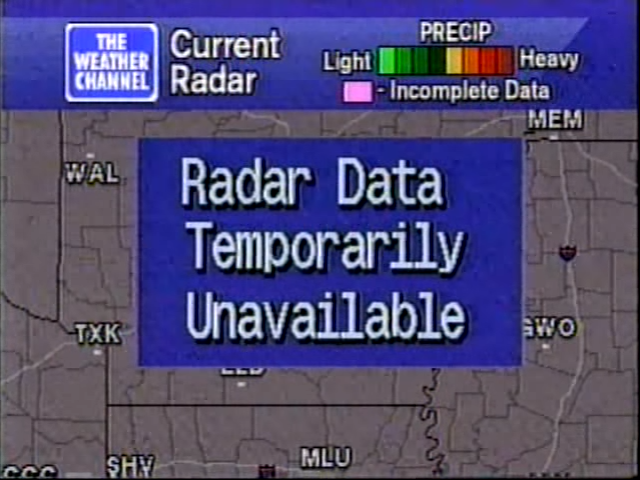 THE
WEATHER
CHANNEL
Current
Radar
PRECIP
Light Heavy
- Incomplete Data
MEM
WAL
Radar Data
Temporarily
Unavailable
TXK
GWO
SHV
MLU
GGG